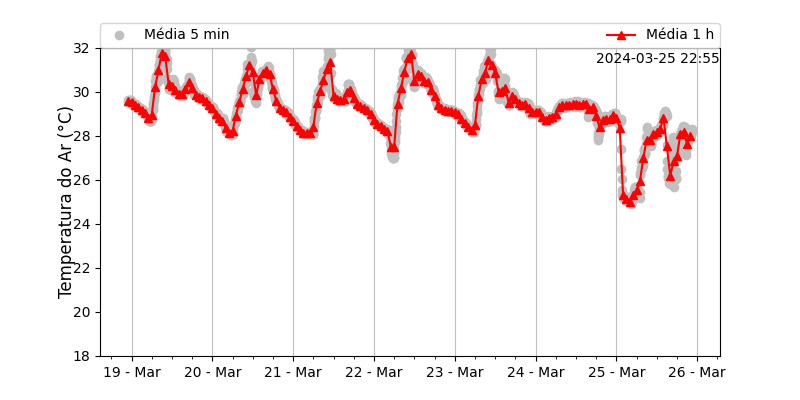 Média 5 min
Média 1 h
2024-03-25 22:55
Temperatura do Ar (°C)
32
30
28
26
24
22
20
18
19 - Mar
20 - Mar
21 - Mar
22 - Mar
23 - Mar
24 - Mar
25 - Mar
26 - Mar